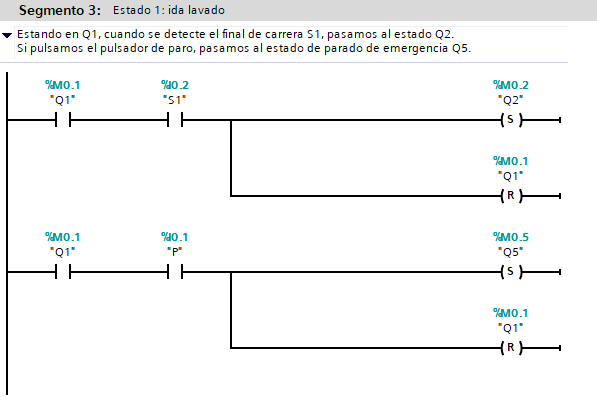 Segmento 3: Estado 1: ida lavado
Estando en Q1, cuando se detecte el final de carrera S1, pasamos al estado Q2.
Si pulsamos el pulsador de paro, pasamos al estado de parado de emergencia Q5.
%M0.1 %I0.2 %M0.2
"Q1" "S1" "Q2"
S
%M0.1
"Q1"
R
%M0.1 %I0.1 %M0.5
"Q1" "P" "Q5"
S
%M0.1
"Q1"
R